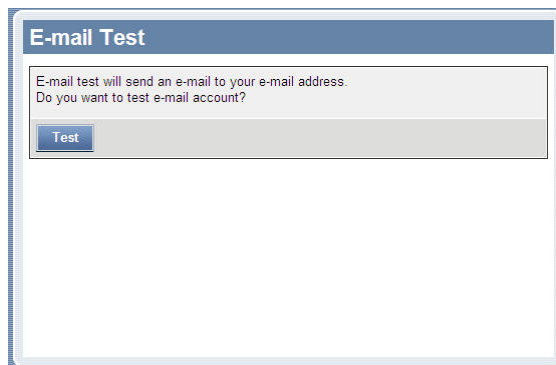 E-mail Test
E-mail test will send an e-mail to your e-mail address.
Do you want to test e-mail account?
Test